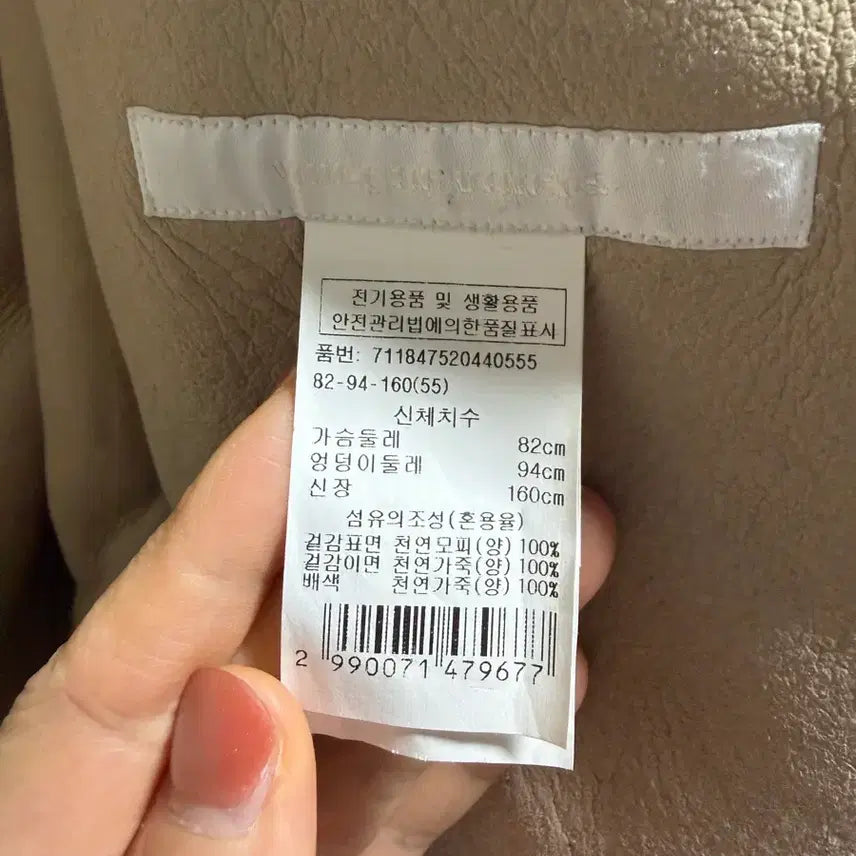 전기용품 및 생활용품
안전관리법에의한품질표시
품번: 711847520440555
82-94-160(55)
신체치수
가슴둘레 82cm
엉덩이둘레 94cm
신장 160cm
섬유의조성(혼용율)
겉감표면 천연모피(양) 100%
겉감이면 천연가죽(양) 100%
배색 천연가죽(양) 100%
2 990071 479677